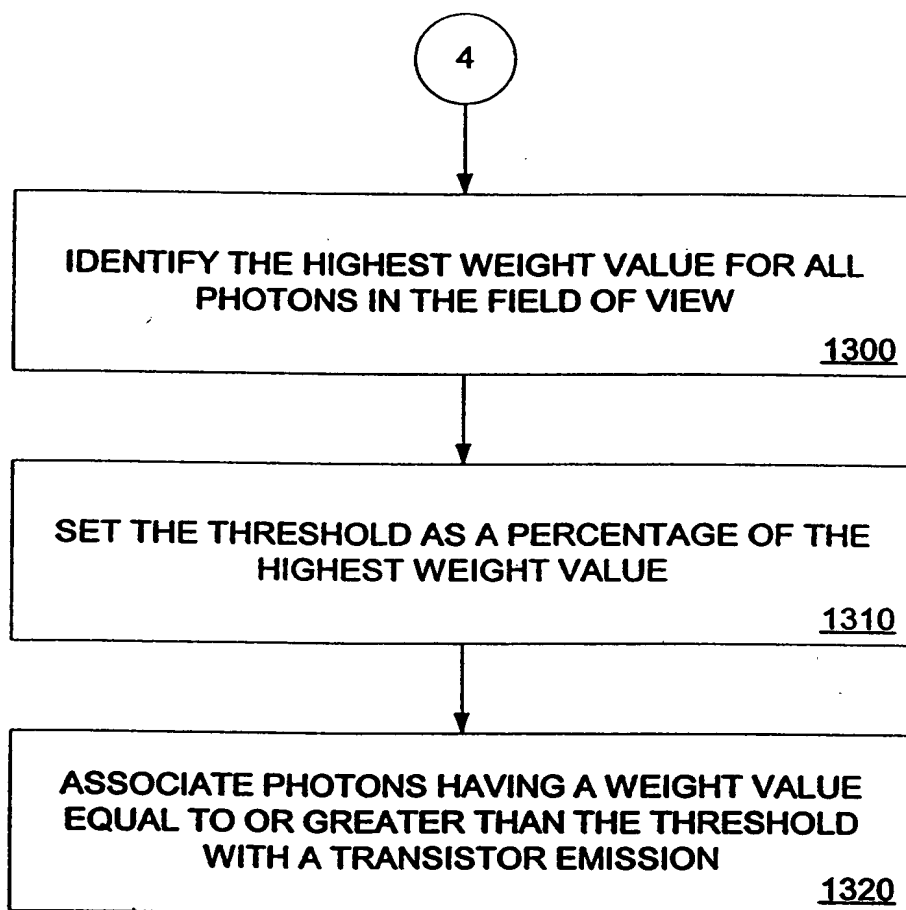 4
IDENTIFY THE HIGHEST WEIGHT VALUE FOR ALL
PHOTONS IN THE FIELD OF VIEW
1300
SET THE THRESHOLD AS A PERCENTAGE OF THE
HIGHEST WEIGHT VALUE
1310
ASSOCIATE PHOTONS HAVING A WEIGHT VALUE
EQUAL TO OR GREATER THAN THE THRESHOLD
WITH A TRANSISTOR EMISSION
1320